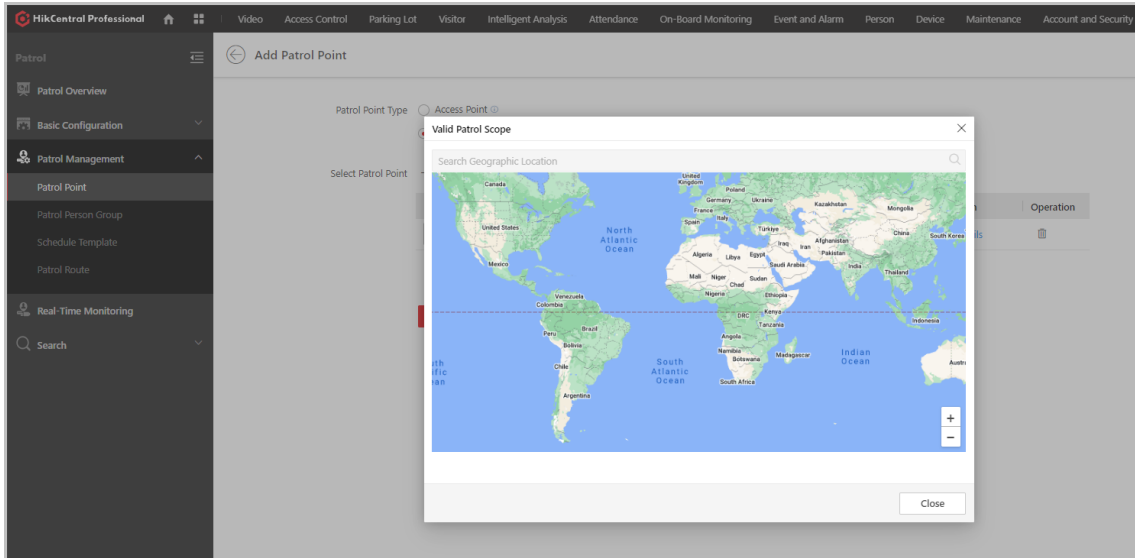 HikCentral Professional
Video Access Control Parking Lot Visitor Intelligent Analysis Attendance On-Board Monitoring Event and Alarm Person Device Maintenance Account and Security
Patrol
Patrol Overview
Basic Configuration
Patrol Management
Patrol Point
Patrol Person Group
Schedule Template
Patrol Route
Real-Time Monitoring
Search
Add Patrol Point
Patrol Point Type Access Point
Select Patrol Point
Operation
Valid Patrol Scope
Search Geographic Location
Canada
United Kingdom
Poland
Germany
Ukraine
France
Kazakhstan
Mongolia
Italy
Spain
Türkiye
United States
North
Atlantic
Ocean
China
South Korea
Iraq
Iran
Afghanistan
Pakistan
Algeria
Libya
Egypt
Saudi Arabia
Mexico
India
Thailand
Mali
Niger
Chad
Sudan
Nigeria
Ethiopia
Venezuela
Colombia
Kenya
DRC
Tanzania
Indonesia
Peru
Brazil
Bolivia
Angola
Namibia
Botswana
Madagascar
Indian
Ocean
Chile
South
Atlantic
Ocean
South Africa
Argentina
+
−
Close